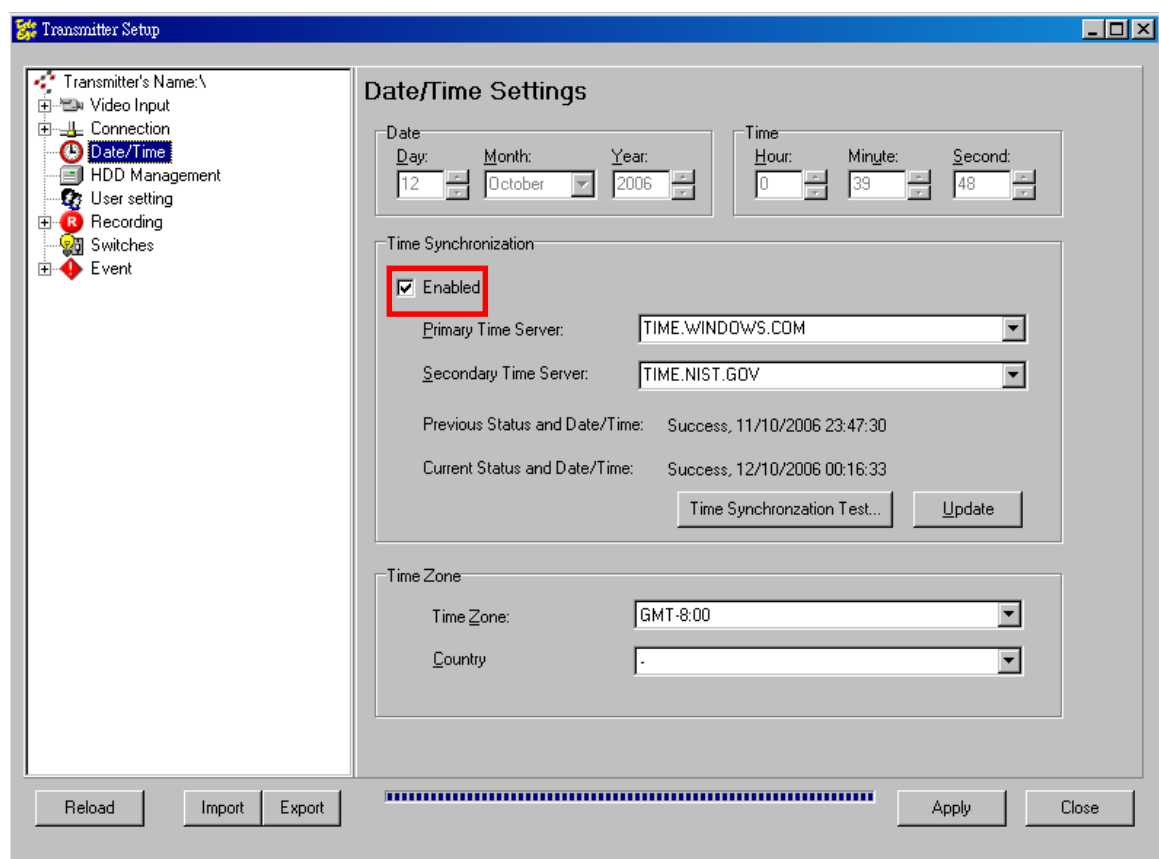 Transmitter Setup
Transmitter's Name:\
Video Input
Connection
Date/Time
HDD Management
User setting
Recording
Switches
Event
Date/Time Settings
Date
Day: Month: Year:
12 October 2006
Time
Hour: Minute: Second:
0 39 48
Time Synchronization
Enabled
Primary Time Server: TIME.WINDOWS.COM
Secondary Time Server: TIME.NIST.GOV
Previous Status and Date/Time: Success, 11/10/2006 23:47:30
Current Status and Date/Time: Success, 12/10/2006 00:16:33
Time Synchronzation Test... Update
Time Zone
Time Zone: GMT-8:00
Country -
Reload Import Export Apply Close